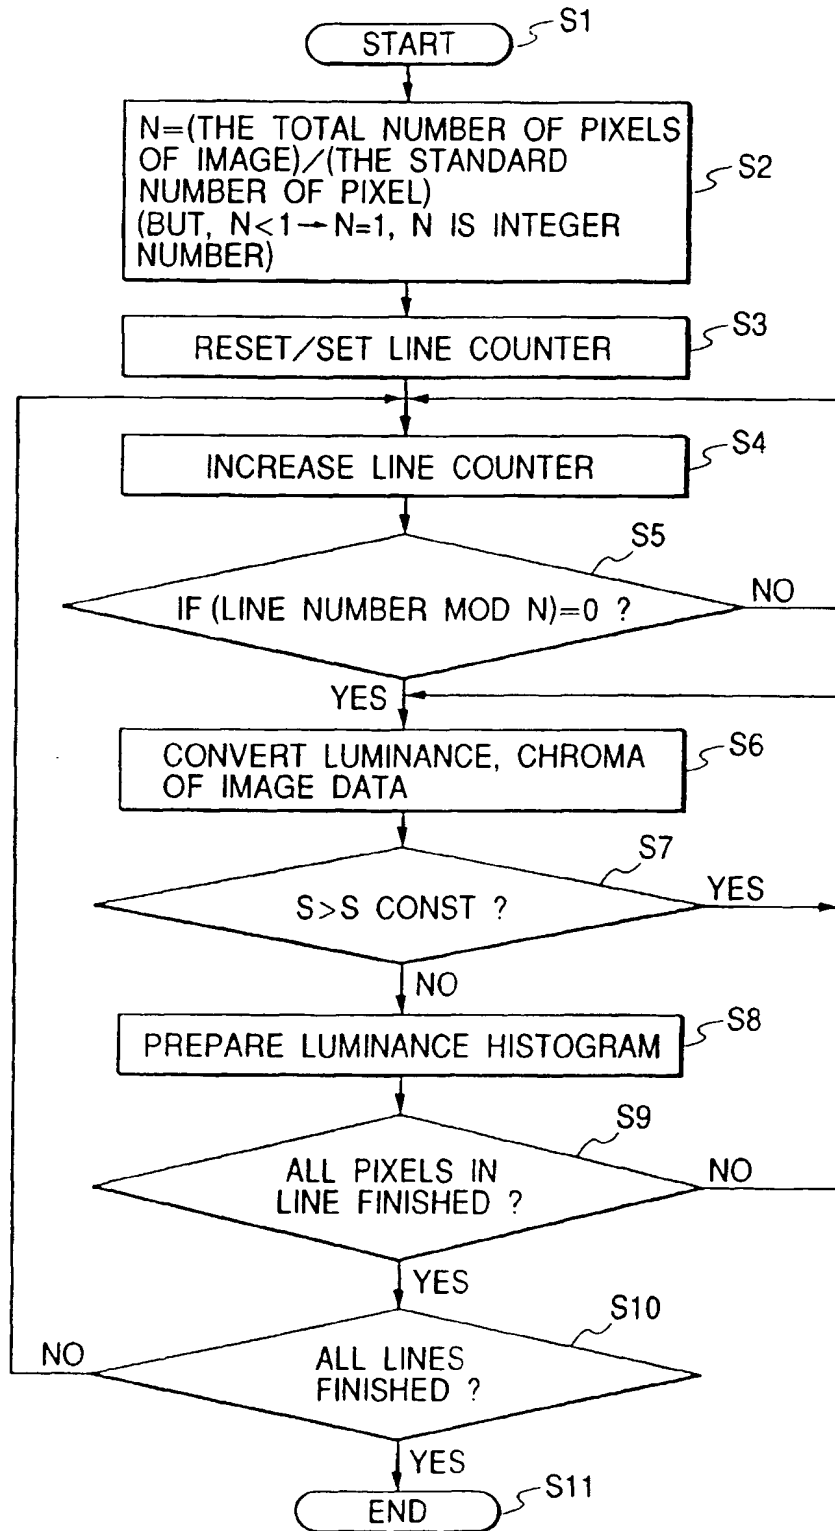 START
S1
N=(THE TOTAL NUMBER OF PIXELS
OF IMAGE)/(THE STANDARD
NUMBER OF PIXEL)
(BUT, N<1→N=1, N IS INTEGER
NUMBER)
S2
RESET/SET LINE COUNTER
S3
INCREASE LINE COUNTER
S4
IF (LINE NUMBER MOD N)=0 ?
S5
NO
YES
CONVERT LUMINANCE, CHROMA
OF IMAGE DATA
S6
S>S CONST ?
S7
YES
NO
PREPARE LUMINANCE HISTOGRAM
S8
ALL PIXELS IN
LINE FINISHED ?
S9
NO
YES
ALL LINES
FINISHED ?
S10
NO
YES
END
S11